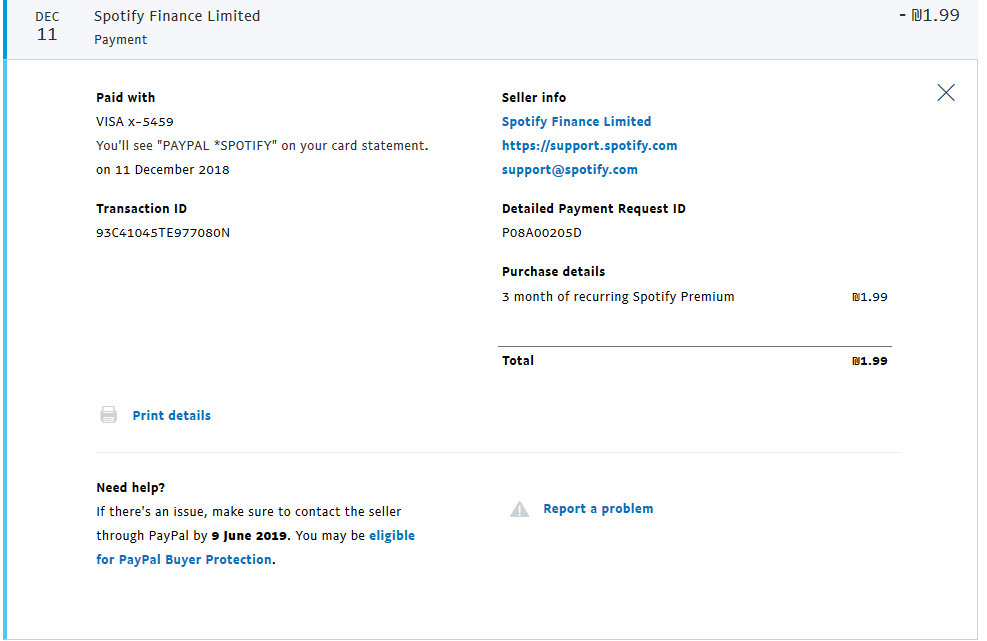 DEC
11
Spotify Finance Limited
Payment
- ₪1.99
Paid with
VISA x-5459
You'll see "PAYPAL *SPOTIFY" on your card statement.
on 11 December 2018
Transaction ID
93C41045TE977080N
Seller info
Spotify Finance Limited
https://support.spotify.com
support@spotify.com
Detailed Payment Request ID
P08A00205D
Purchase details
3 month of recurring Spotify Premium ₪1.99
Total ₪1.99
Print details
Need help?
If there's an issue, make sure to contact the seller
through PayPal by 9 June 2019. You may be eligible
for PayPal Buyer Protection.
Report a problem